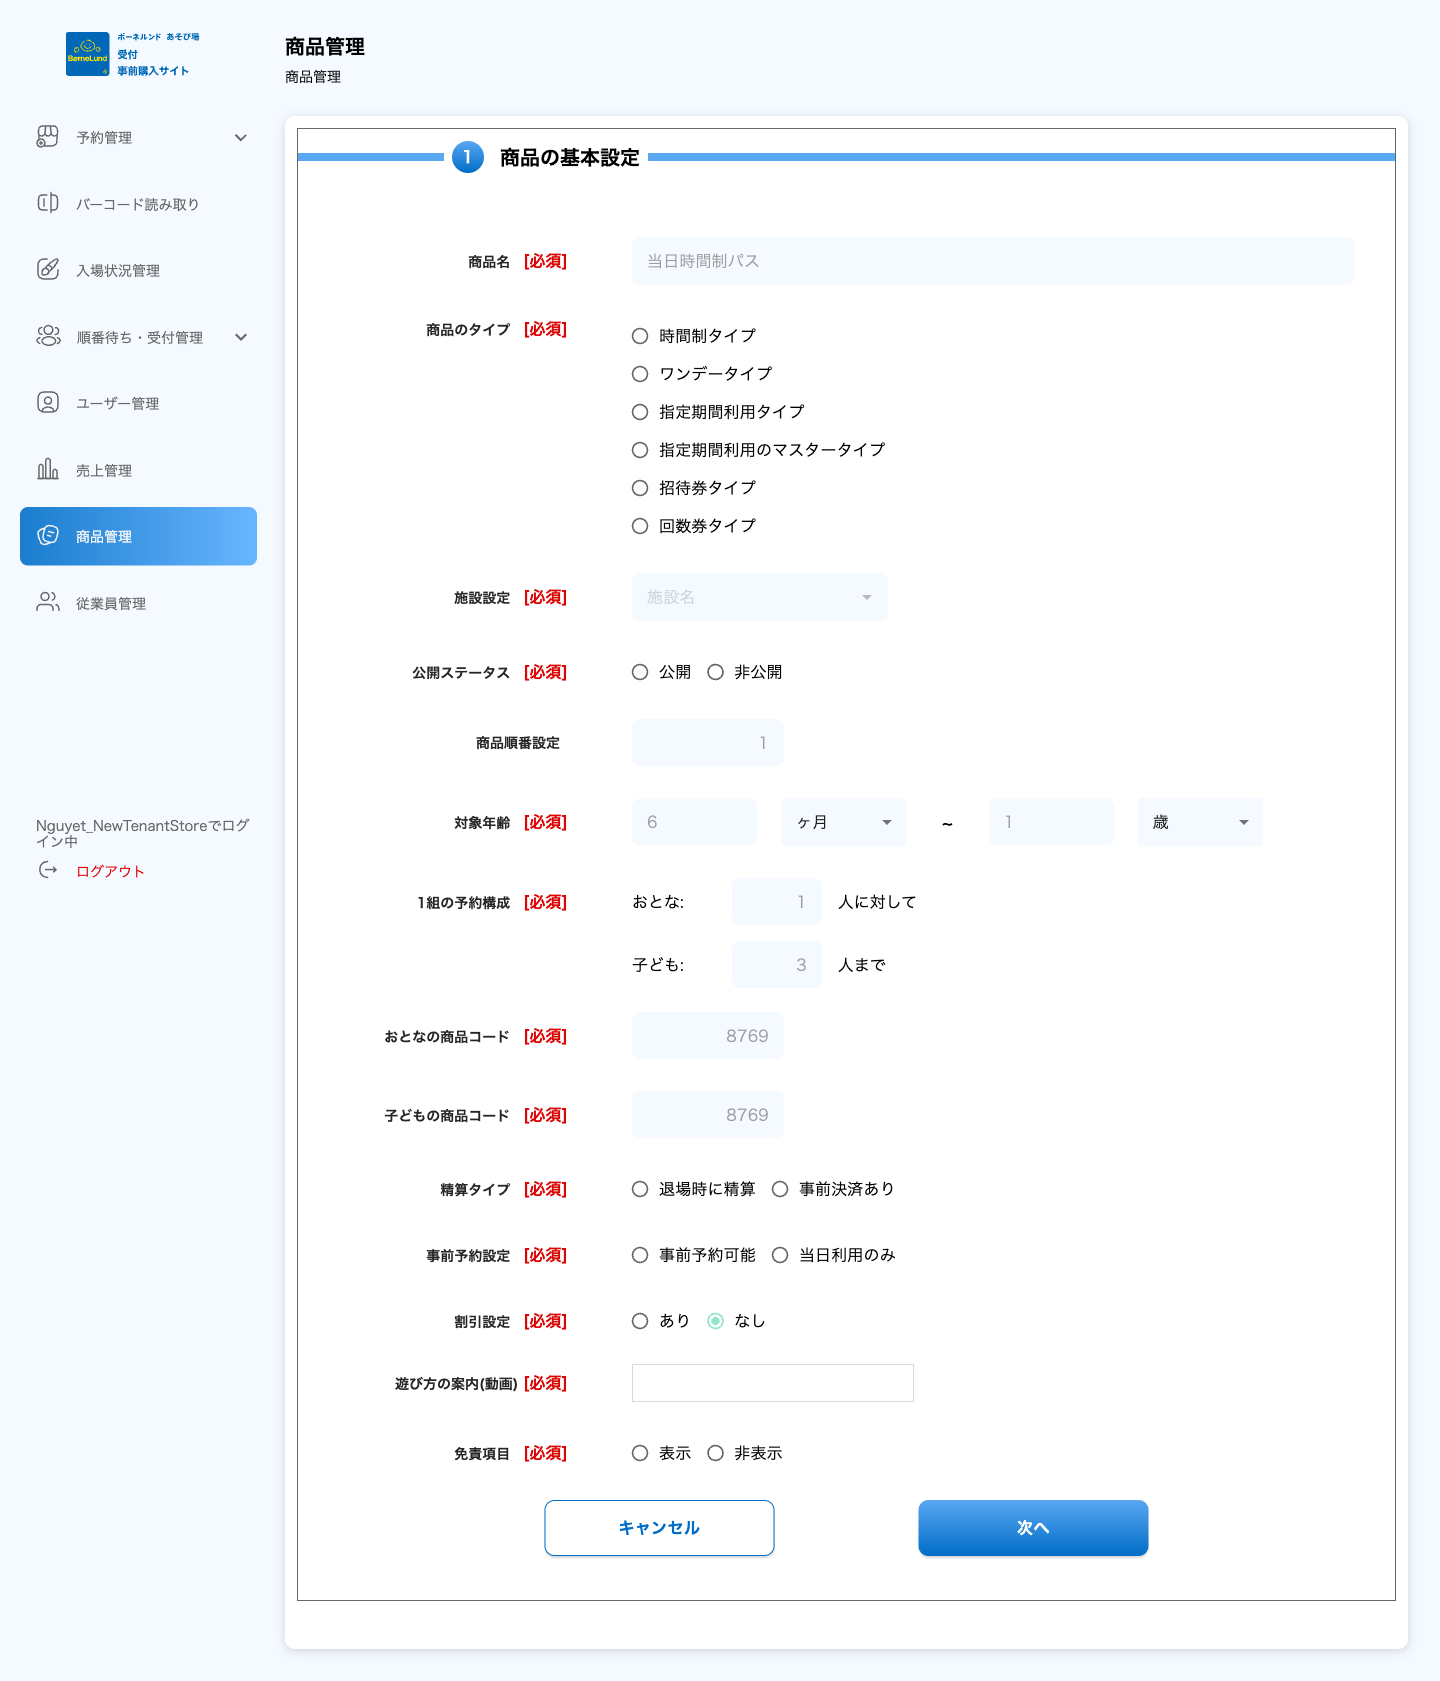 ボーネルンド あそび場
受付
事前購入サイト
BørneLund
商品管理
商品管理
予約管理
バーコード読み取り
入場状況管理
順番待ち・受付管理
ユーザー管理
売上管理
商品管理
従業員管理
Nguyet_NewTenantStoreでログ
イン中
ログアウト
1 商品の基本設定
商品名 [必須] 当日時間制パス
商品のタイプ [必須] 時間制タイプ
ワンデータイプ
指定期間利用タイプ
指定期間利用のマスタータイプ
招待券タイプ
回数券タイプ
施設設定 [必須] 施設名
公開ステータス [必須] 公開 非公開
商品順番設定 1
対象年齢 [必須] 6 ヶ月 ~ 1 歳
1組の予約構成 [必須] おとな: 1 人に対して
子ども: 3 人まで
おとなの商品コード [必須] 8769
子どもの商品コード [必須] 8769
精算タイプ [必須] 退場時に精算 事前決済あり
事前予約設定 [必須] 事前予約可能 当日利用のみ
割引設定 [必須] あり なし
遊び方の案内(動画) [必須]
免責項目 [必須] 表示 非表示
キャンセル 次へ